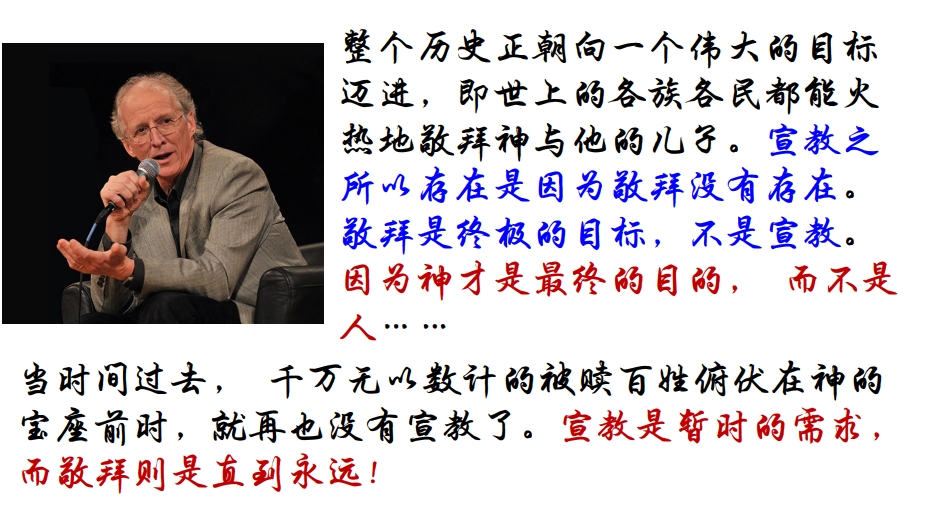 整个历史正朝向一个伟大的目标
迈进，即世上的各族各民都能火
热地敬拜神与他的儿子。宣教之
所以存在是因为敬拜没有存在。
敬拜是终极的目标，不是宣教。
因为神才是最终的目的， 而不是
人……
当时间过去， 千万无以数计的被赎百姓俯伏在神的
宝座前时，就再也没有宣教了。宣教是暂时的需求，
而敬拜则是直到永远！